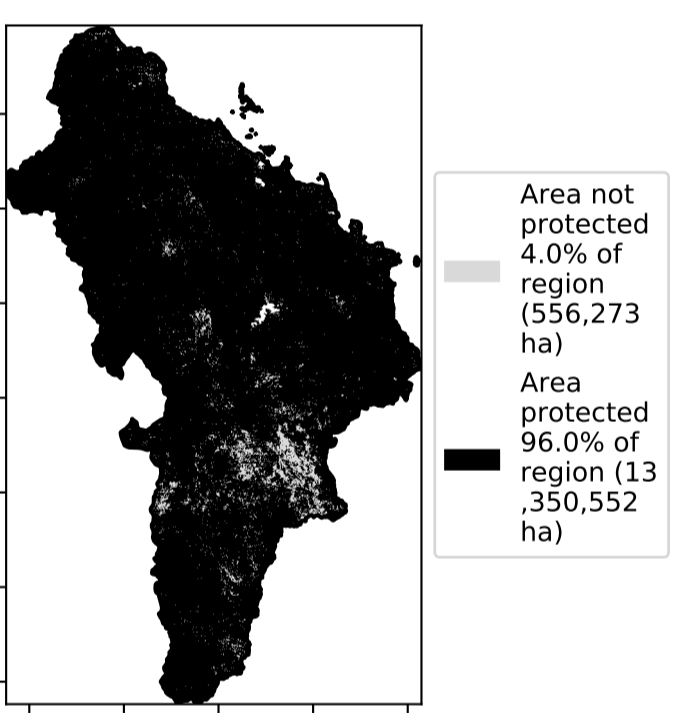 Area not
protected
4.0% of
region
(556,273
ha)
Area
protected
96.0% of
region (13
,350,552
ha)